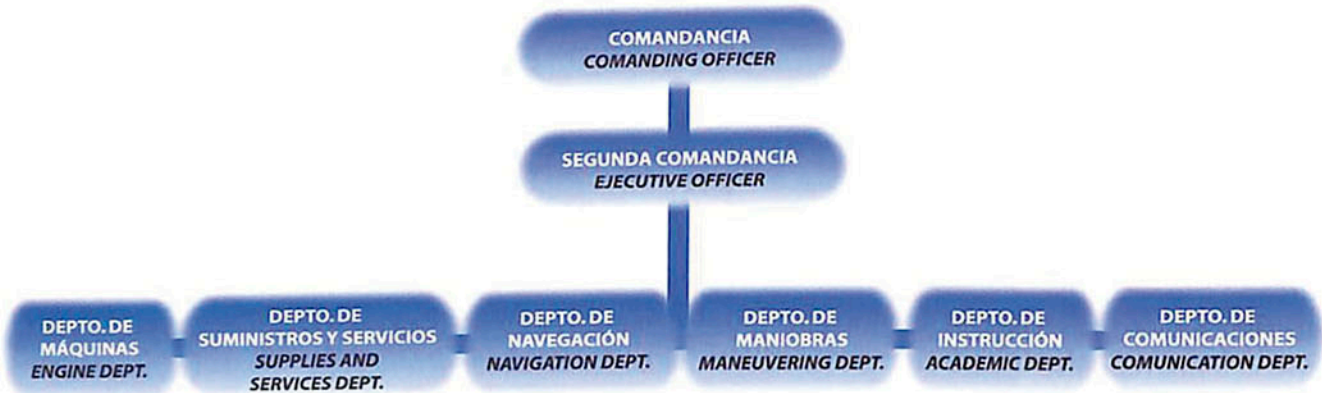 COMANDANCIA
COMANDING OFFICER
SEGUNDA COMANDANCIA
EJECUTIVE OFFICER
DEPTO. DE
MÁQUINAS
ENGINE DEPT.
DEPTO. DE
SUMINISTROS Y SERVICIOS
SUPPLIES AND
SERVICES DEPT.
DEPTO. DE
NAVEGACIÓN
NAVIGATION DEPT.
DEPTO. DE
MANIOBRAS
MANEUVERING DEPT.
DEPTO. DE
INSTRUCCIÓN
ACADEMIC DEPT.
DEPTO. DE
COMUNICACIONES
COMUNICATION DEPT.